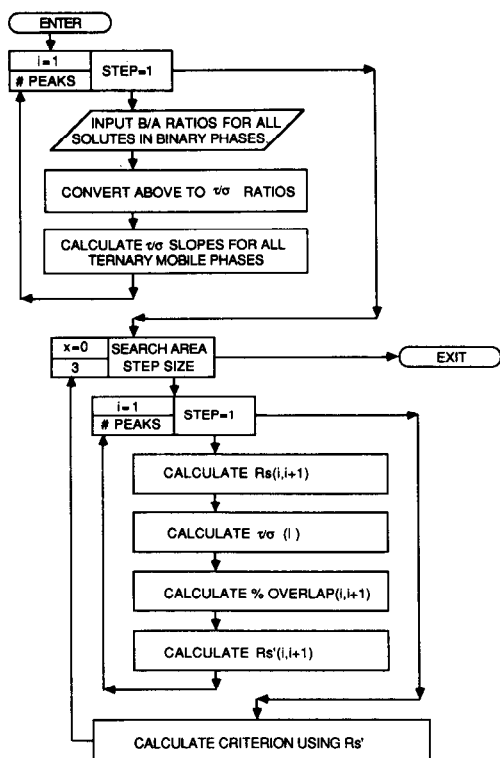 ENTER
i=1
# PEAKS
STEP=1
INPUT B/A RATIOS FOR ALL
SOLUTES IN BINARY PHASES.
CONVERT ABOVE TO τ/σ RATIOS
CALCULATE τ/σ SLOPES FOR ALL
TERNARY MOBILE PHASES
x=0
3
SEARCH AREA
STEP SIZE
EXIT
i=1
# PEAKS
STEP=1
CALCULATE Rs(i,i+1)
CALCULATE τ/σ (I)
CALCULATE % OVERLAP(i,i+1)
CALCULATE Rs'(i,i+1)
CALCULATE CRITERION USING Rs'